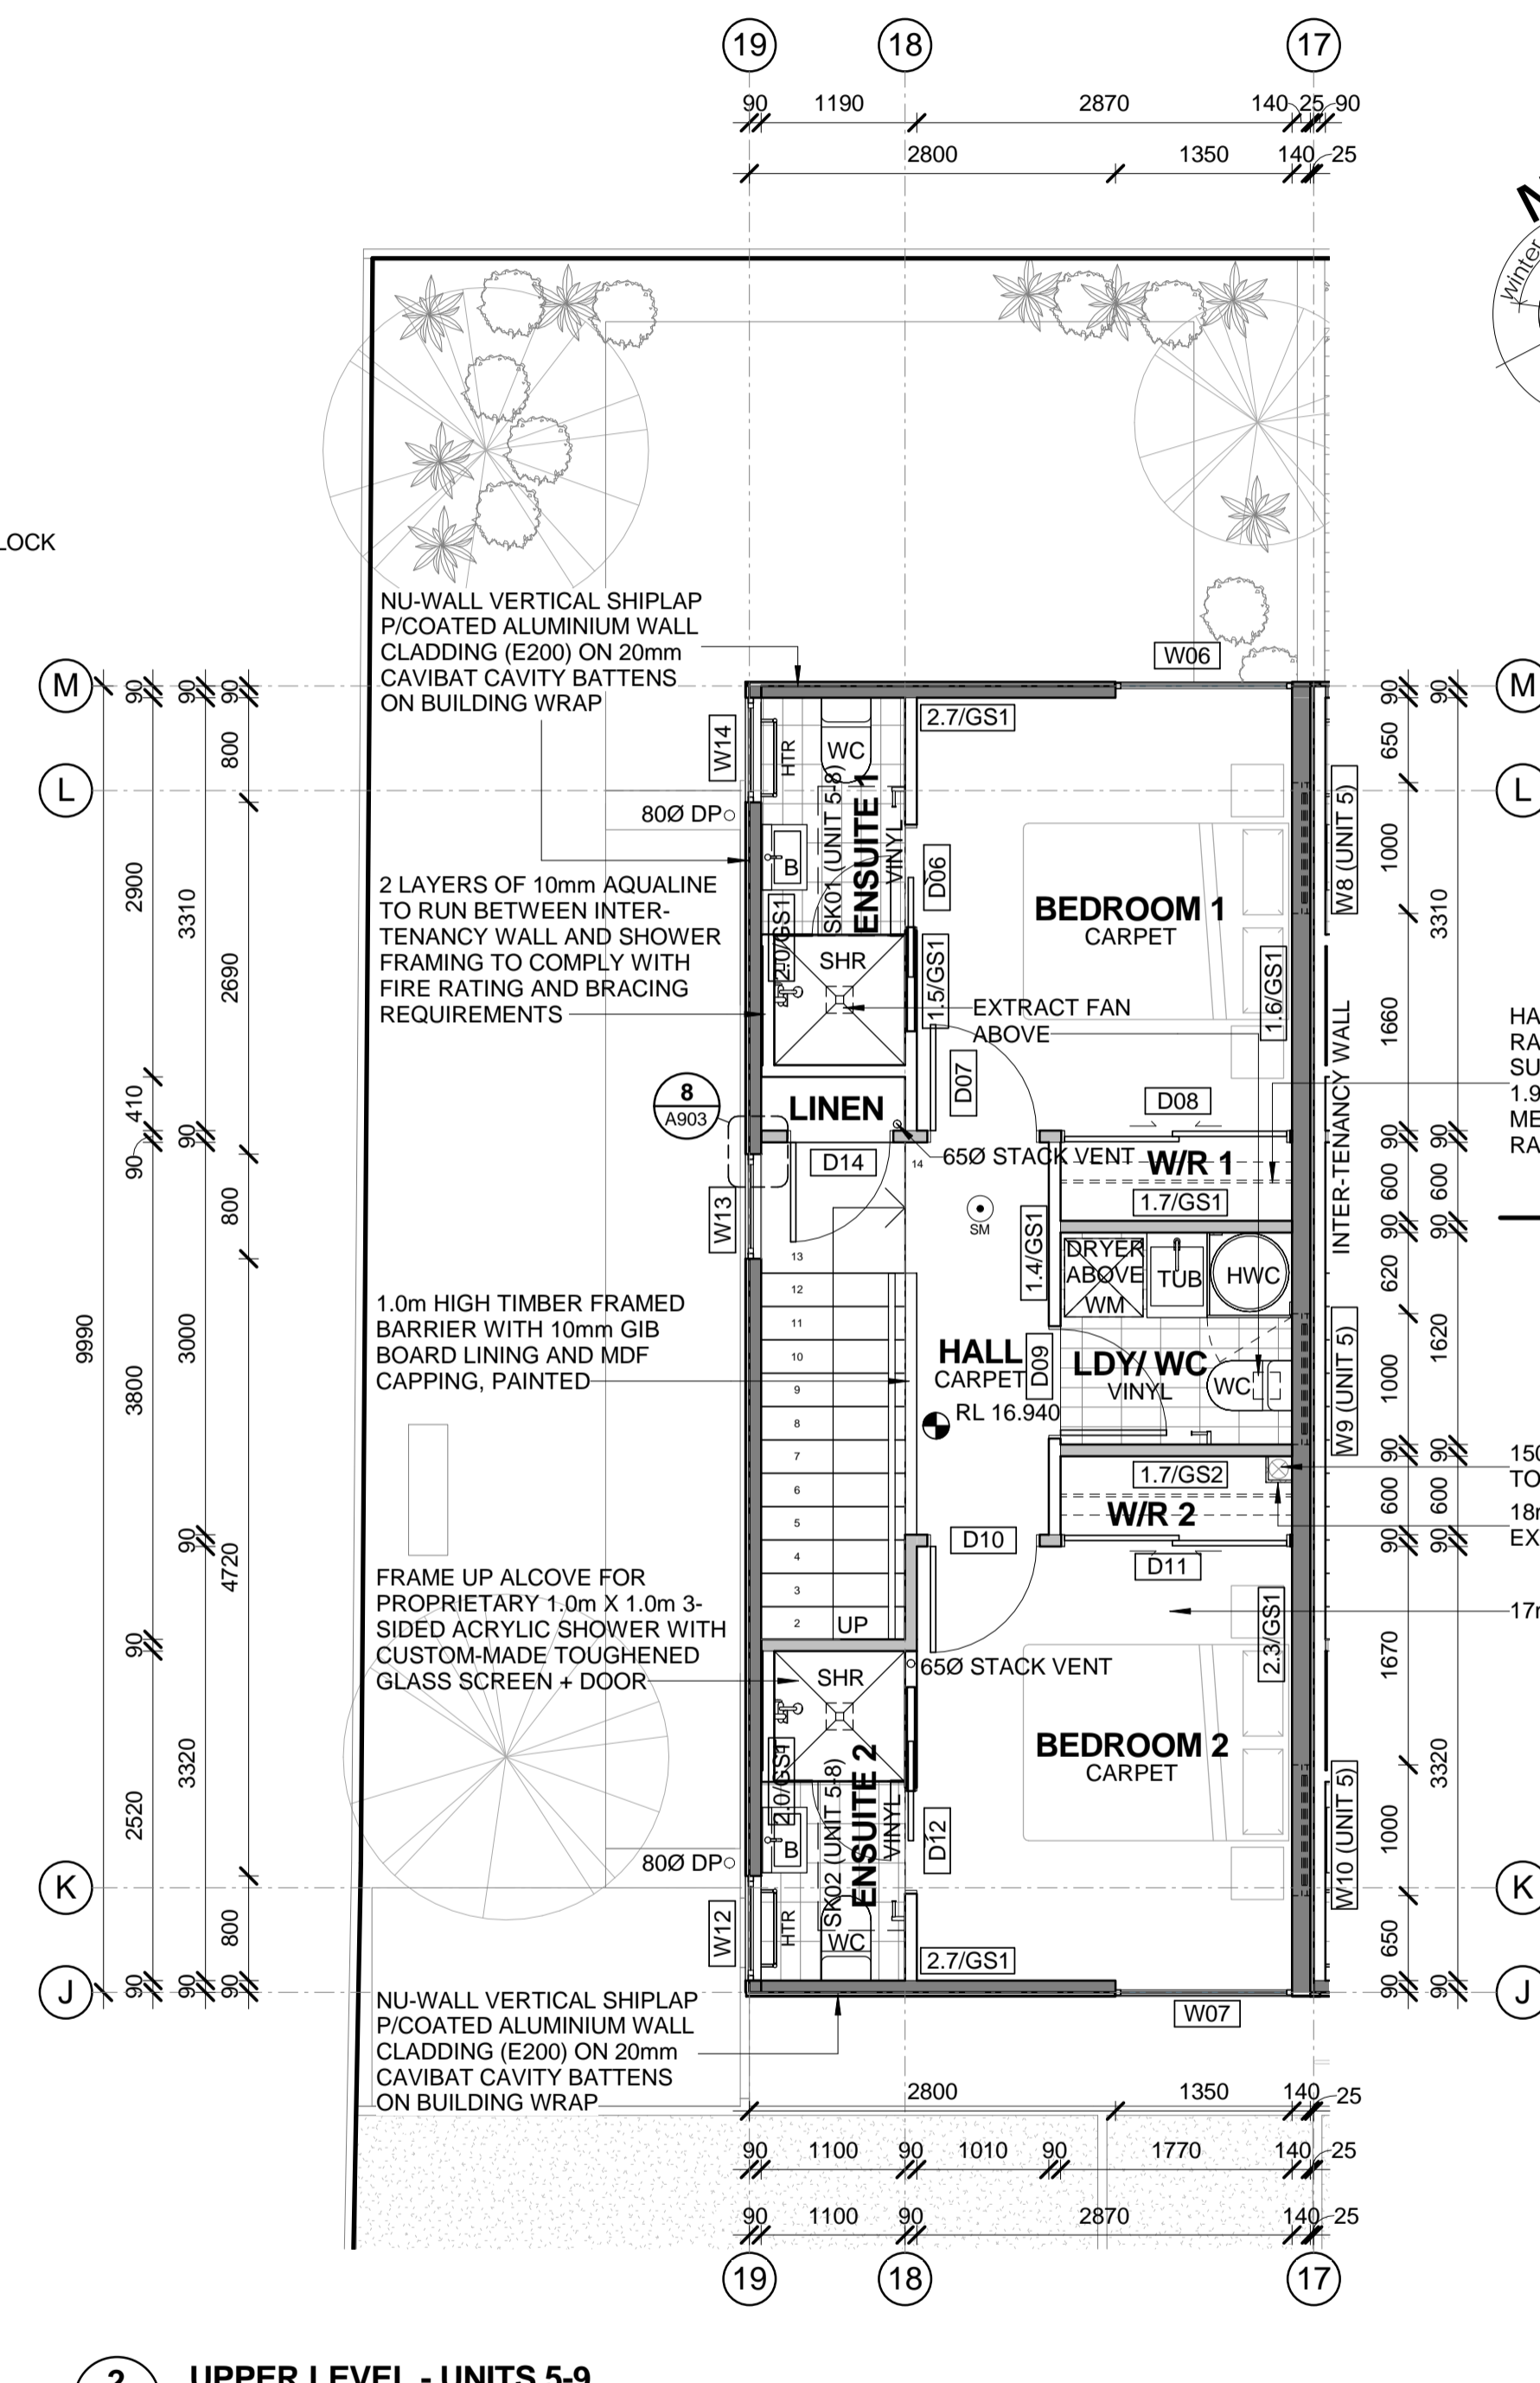 19
18
17
90
1190
2870
140
25
90
2800
1350
140
25
Winter
LOCK
NU-WALL VERTICAL SHIPLAP
P/COATED ALUMINIUM WALL
CLADDING (E200) ON 20mm
CAVIBAT CAVITY BATTENS
ON BUILDING WRAP
W06
M
M
L
L
90
90
90
800
2900
3310
2690
410
90
90
800
9990
3800
3000
90
4720
90
2520
3320
800
90
90
90
W14
HTR
WC
2.7/GS1
80Ø DP
B
SK01 (UNIT 5-8)
ENSUITE 1
VINYL
D06
2.0/GS1
BEDROOM 1
CARPET
W8 (UNIT 5)
2 LAYERS OF 10mm AQUALINE
TO RUN BETWEEN INTER-
TENANCY WALL AND SHOWER
FRAMING TO COMPLY WITH
FIRE RATING AND BRACING
REQUIREMENTS
SHR
1.5/GS1
EXTRACT FAN
ABOVE
1.6/GS1
INTER-TENANCY WALL
HA
RA
SU
1.9
ME
RA
8
A903
LINEN
D07
D08
D14
14
65Ø STACK VENT
W/R 1
1.7/GS1
W13
SM
1.4/GS1
DRYER
ABOVE
WM
TUB
HWC
13
12
11
10
9
8
7
6
5
4
3
2
UP
1.0m HIGH TIMBER FRAMED
BARRIER WITH 10mm GIB
BOARD LINING AND MDF
CAPPING, PAINTED
HALL
CARPET
D09
LDY/ WC
VINYL
WC
RL 16.940
W9 (UNIT 5)
1.7/GS2
W/R 2
150
TO
18m
EX
D10
D11
17m
FRAME UP ALCOVE FOR
PROPRIETARY 1.0m X 1.0m 3-
SIDED ACRYLIC SHOWER WITH
CUSTOM-MADE TOUGHENED
GLASS SCREEN + DOOR
2.3/GS1
SHR
65Ø STACK VENT
2.0/GS1
BEDROOM 2
CARPET
W10 (UNIT 5)
SK02 (UNIT 5-8)
ENSUITE 2
VINYL
D12
B
80Ø DP
W12
HTR
WC
2.7/GS1
K
K
J
J
90
90
650
1000
3310
1660
90
90
600
600
90
90
620
1620
1000
90
90
600
600
90
90
1670
3320
1000
650
90
90
NU-WALL VERTICAL SHIPLAP
P/COATED ALUMINIUM WALL
CLADDING (E200) ON 20mm
CAVIBAT CAVITY BATTENS
ON BUILDING WRAP
W07
2800
1350
140
25
90
1100
90
1010
90
1770
140
25
90
1100
90
2870
140
25
19
18
17
2
UPPER LEVEL - UNITS 5-9